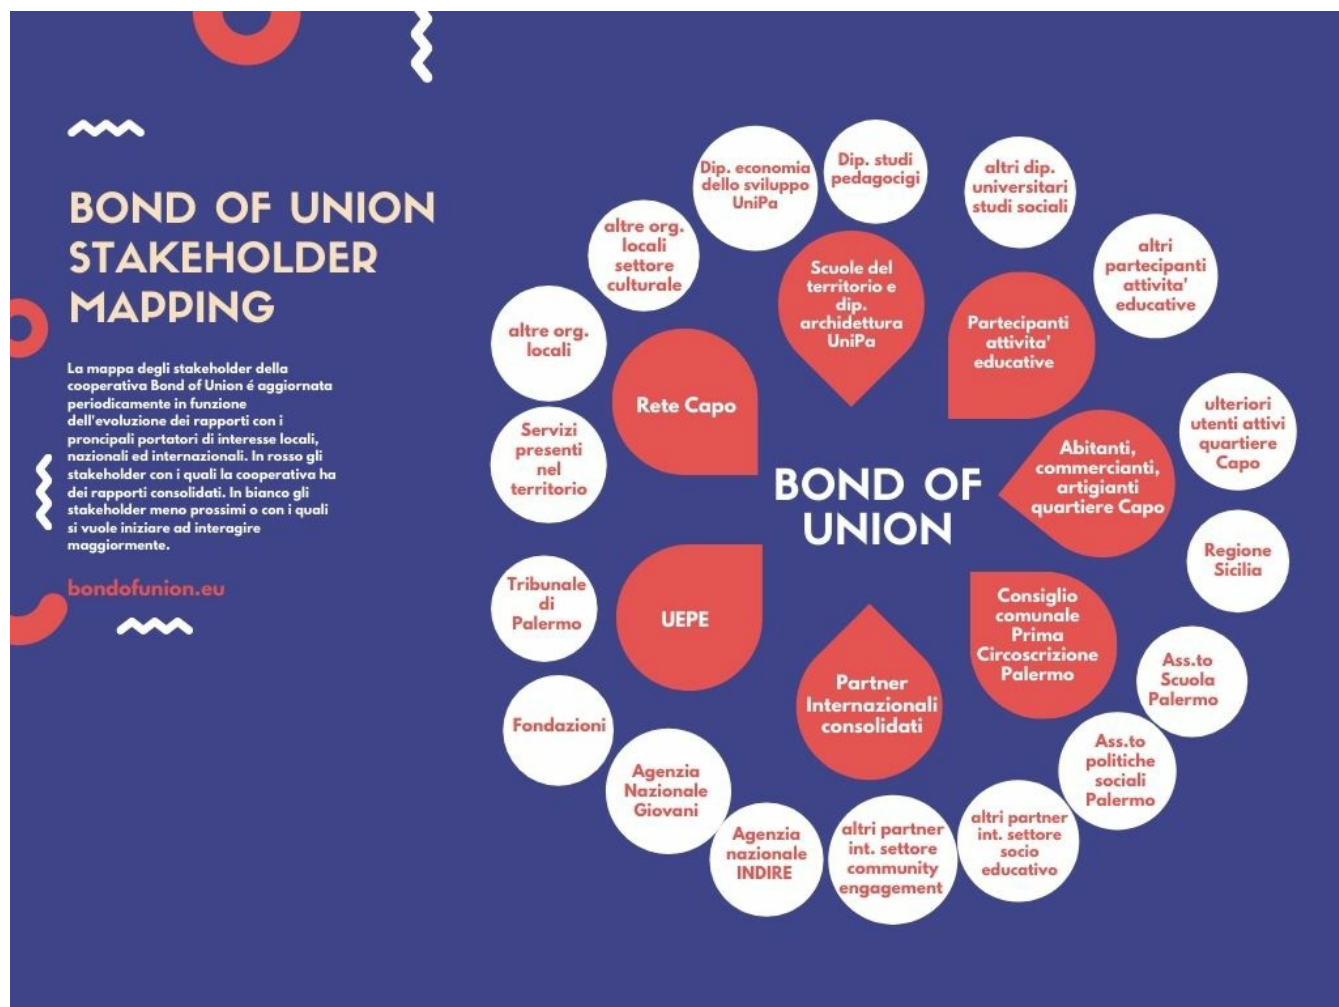 BOND OF UNION
STAKEHOLDER
MAPPING
La mappa degli stakeholder della
cooperativa Bond of Union é aggiornata
periodicamente in funzione
dell'evoluzione dei rapporti con i
proncipali portatori di interesse locali,
nazionali ed internazionali. In rosso gli
stakeholder con i quali la cooperativa ha
dei rapporti consolidati. In bianco gli
stakeholder meno prossimi o con i quali
si vuole iniziare ad interagire
maggiormente.
bondofunion.eu
Dip. economia
dello sviluppo
UniPa
Dip. studi
pedagocigi
altri dip.
universitari
studi sociali
altre org.
locali
settore
culturale
altri
partecipanti
attivita'
educative
Scuole del
territorio e
dip.
archidettura
UniPa
Partecipanti
attivita'
educative
altre org.
locali
Rete Capo
ulteriori
utenti attivi
quartiere
Capo
Servizi
presenti
nel
territorio
Abitanti,
commercianti,
artigianti
quartiere Capo
BOND OF
UNION
Regione
Sicilia
Tribunale
di
Palermo
UEPE
Consiglio
comunale
Prima
Circoscrizione
Palermo
Partner
Internazionali
consolidati
Ass.to
Scuola
Palermo
Fondazioni
Agenzia
Nazionale
Giovani
Ass.to
politiche
sociali
Palermo
Agenzia
nazionale
INDIRE
altri partner
int. settore
community
engagement
altri partner
int. settore
socio
educativo